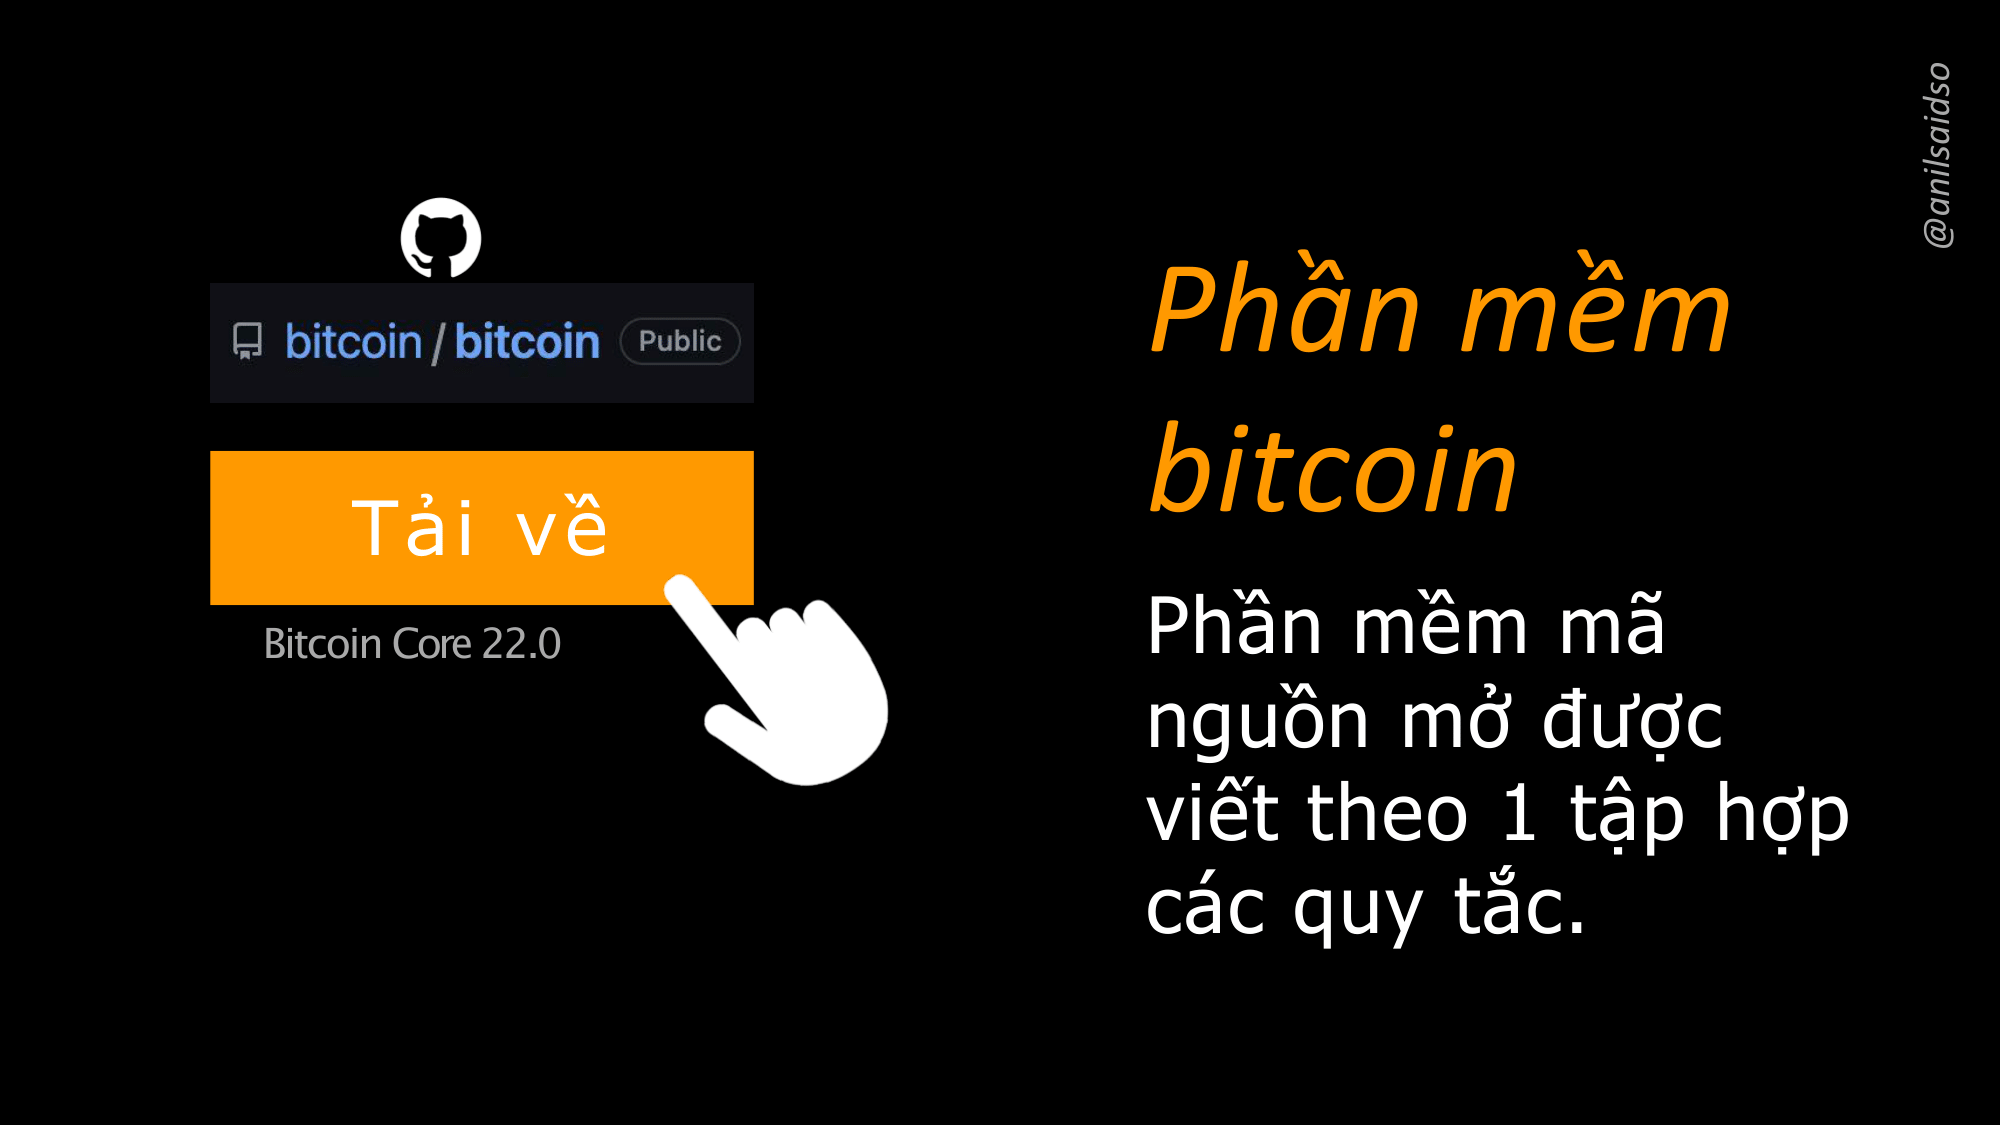 bitcoin / bitcoin Public
Tải về
Bitcoin Core 22.0
Phần mềm
bitcoin
Phần mềm mã
nguồn mở được
viết theo 1 tập hợp
các quy tắc.
@anilsaidso